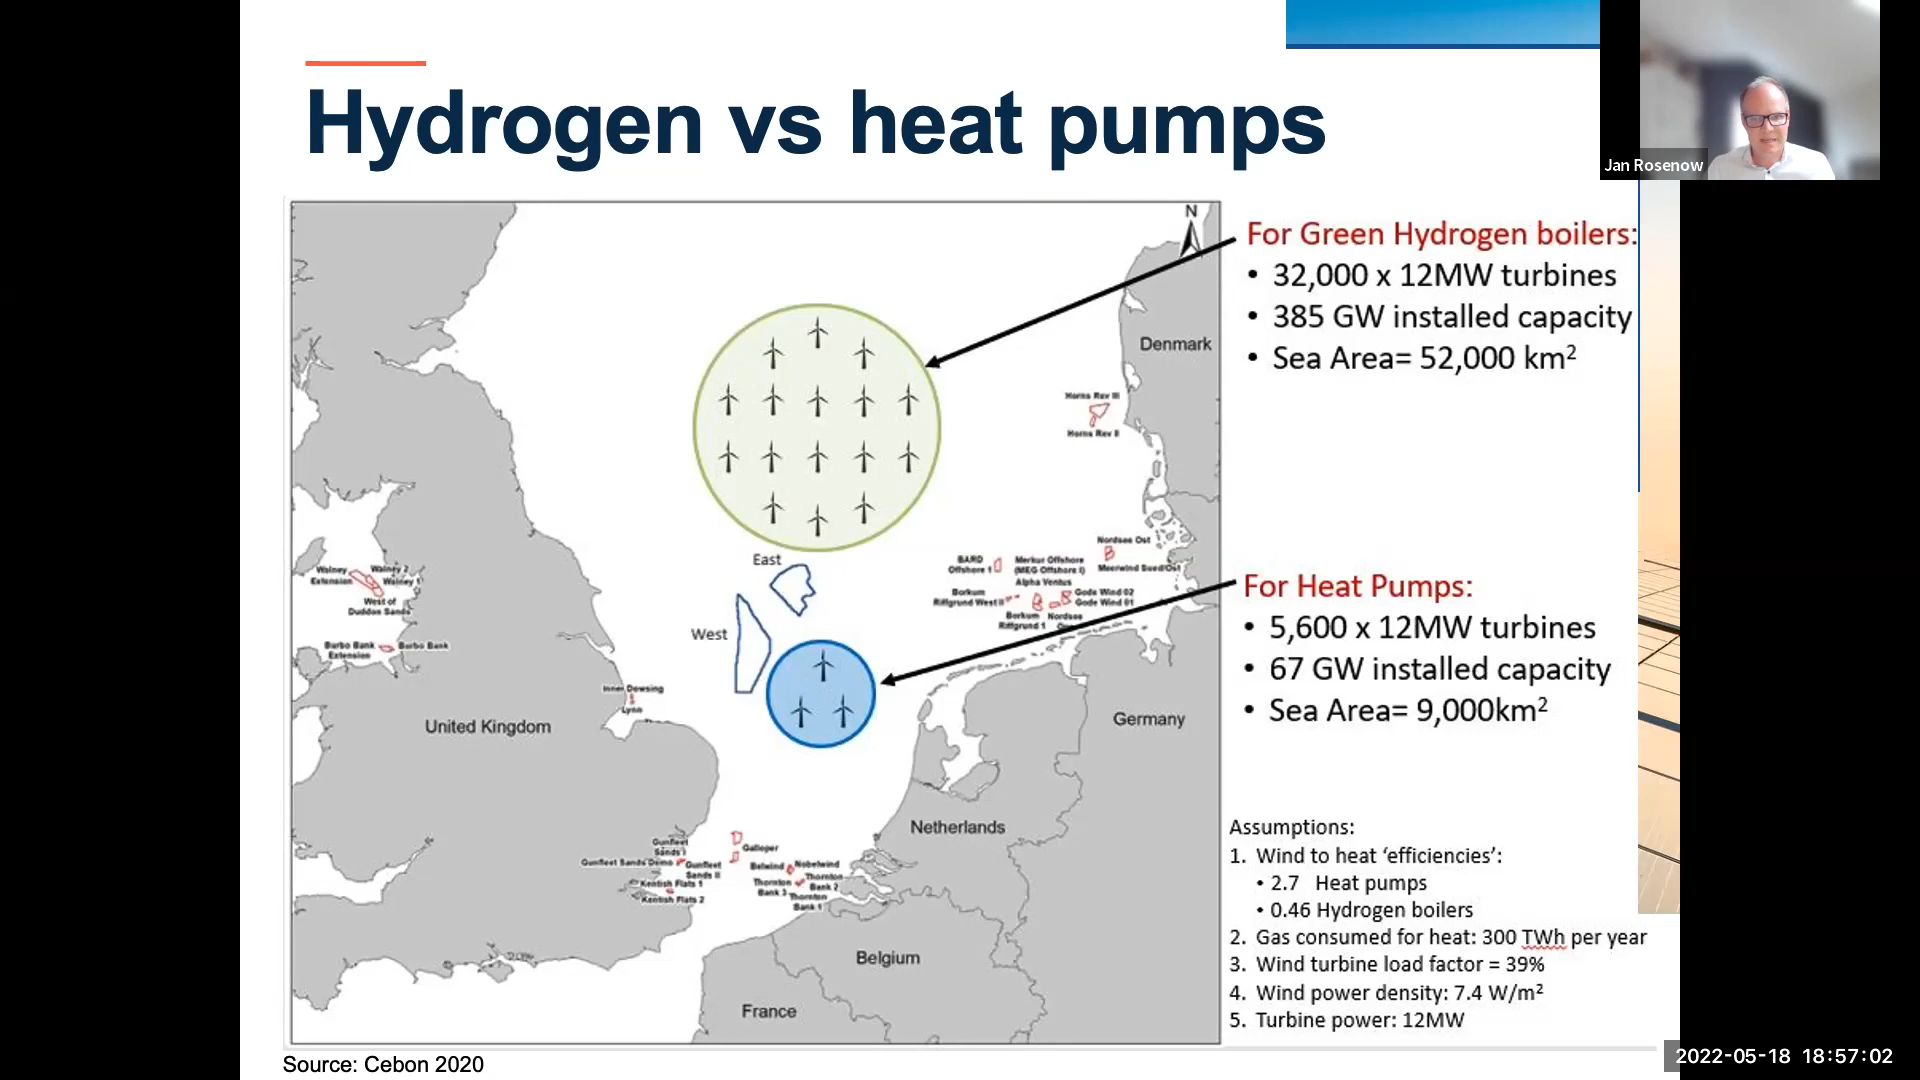 Hydrogen vs heat pumps
Jan Rosenow
N
For Green Hydrogen boilers:
• 32,000 x 12MW turbines
• 385 GW installed capacity
• Sea Area= 52,000 km²
Denmark
Horns Rev III
Horns Rev II
East
West
BARD
Offshore 1
Merkur Offshore
(MEG Offshore I)
Alpha Ventus
Nordsee Ost
Meerwind Sued/Ost
Borkum
Riffgrund West II
Gode Wind 02
Gode Wind 01
Borkum
Riffgrund 1
Nordsee
For Heat Pumps:
• 5,600 x 12MW turbines
• 67 GW installed capacity
• Sea Area= 9,000km²
Walney
Extension
Walney 2
Walney 1
West of
Duddon Sands
Burbo Bank
Extension
Burbo Bank
Inner Dowsing
Lynn
United Kingdom
Germany
Netherlands
Gunfleet
Sands I
Gunfleet Sands Demo
Gunfleet
Sands II
Kentish Flats 1
Kentish Flats 2
Galloper
Belwind
Nobelwind
Thornton
Bank 3
Thornton
Bank 2
Thornton
Bank 1
Belgium
France
Assumptions:
1. Wind to heat ‘efficiencies’:
• 2.7 Heat pumps
• 0.46 Hydrogen boilers
2. Gas consumed for heat: 300 TWh per year
3. Wind turbine load factor = 39%
4. Wind power density: 7.4 W/m²
5. Turbine power: 12MW
Source: Cebon 2020
2022-05-18 18:57:02